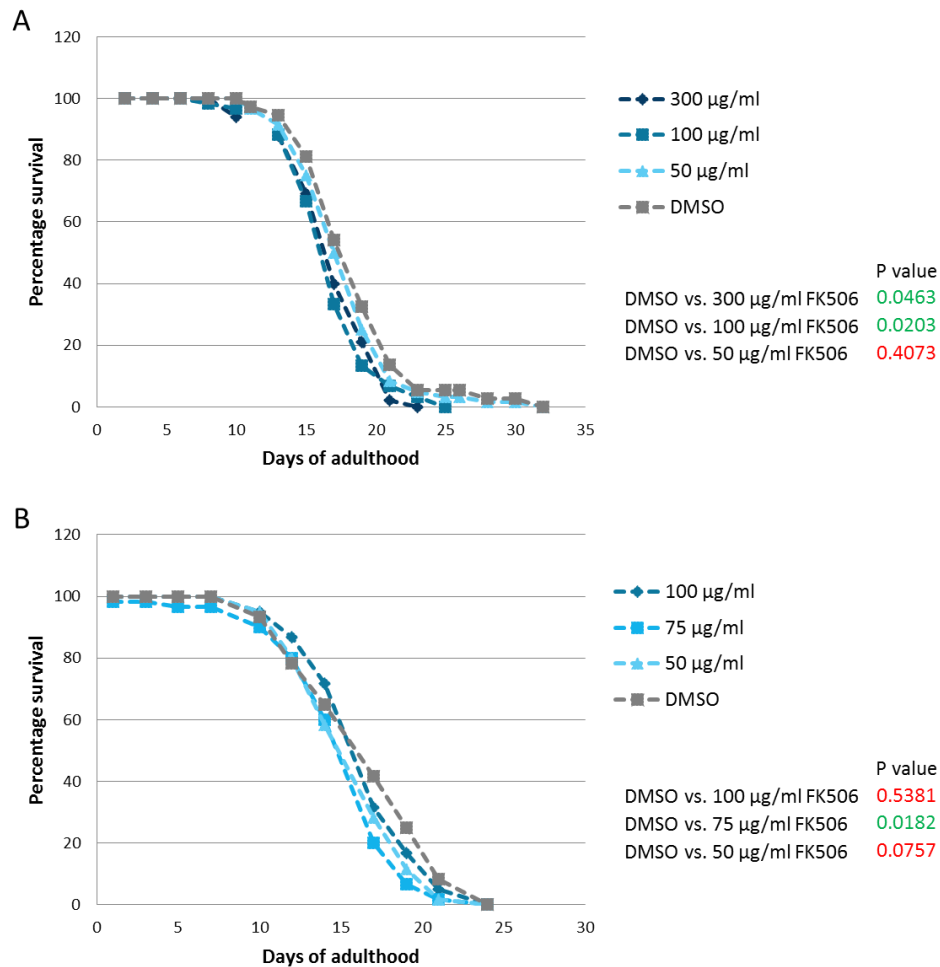 A
120
100
80
60
40
20
0
Percentage survival
0 5 10 15 20 25 30 35
Days of adulthood
300 µg/ml
100 µg/ml
50 µg/ml
DMSO
P value
DMSO vs. 300 µg/ml FK506 0.0463
DMSO vs. 100 µg/ml FK506 0.0203
DMSO vs. 50 µg/ml FK506 0.4073
B
120
100
80
60
40
20
0
Percentage survival
0 5 10 15 20 25 30
Days of adulthood
100 µg/ml
75 µg/ml
50 µg/ml
DMSO
P value
DMSO vs. 100 µg/ml FK506 0.5381
DMSO vs. 75 µg/ml FK506 0.0182
DMSO vs. 50 µg/ml FK506 0.0757